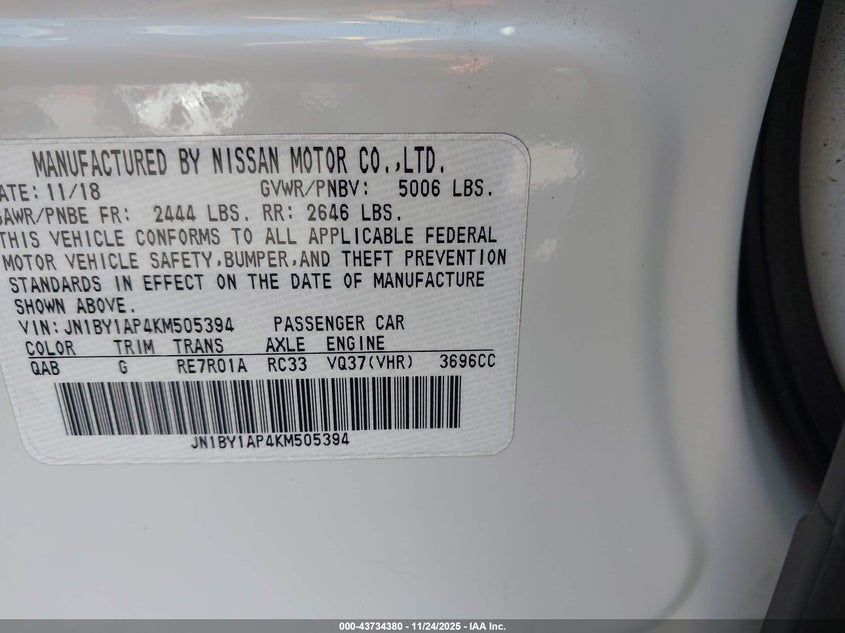 MANUFACTURED BY NISSAN MOTOR CO.,LTD.
ATE: 11/18 GVWR/PNBV: 5006 LBS.
GAWR/PNBE FR: 2444 LBS. RR: 2646 LBS.
THIS VEHICLE CONFORMS TO ALL APPLICABLE FEDERAL
MOTOR VEHICLE SAFETY,BUMPER,AND THEFT PREVENTION
STANDARDS IN EFFECT ON THE DATE OF MANUFACTURE
SHOWN ABOVE.
VIN: JN1BY1AP4KM505394 PASSENGER CAR
COLOR TRIM TRANS AXLE ENGINE
QAB G RE7R01A RC33 VQ37(VHR) 3696CC
JN1BY1AP4KM505394
000-43734380 - 11/24/2025 - IAA Inc.